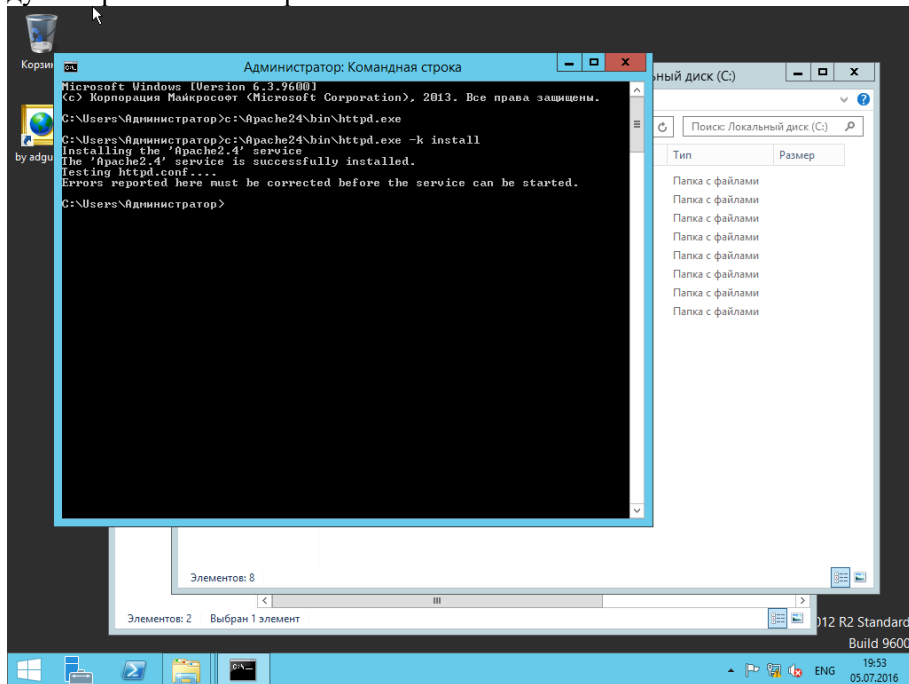 Корзин
by adgu
Администратор: Командная строка
Microsoft Windows [Version 6.3.9600]
(c) Корпорация Майкрософт (Microsoft Corporation), 2013. Все права защищены.
C:\Users\Администратор>c:\Apache24\bin\httpd.exe
C:\Users\Администратор>c:\Apache24\bin\httpd.exe -k install
Installing the 'Apache2.4' service
The 'Apache2.4' service is successfully installed.
Testing httpd.conf....
Errors reported here must be corrected before the service can be started.
C:\Users\Администратор>
ьный диск (C:)
Поиск: Локальный диск (C:)
Тип Размер
Папка с файлами
Папка с файлами
Папка с файлами
Папка с файлами
Папка с файлами
Папка с файлами
Папка с файлами
Папка с файлами
Элементов: 8
Элементов: 2 Выбран 1 элемент
012 R2 Standard
Build 9600
ENG
19:53
05.07.2016